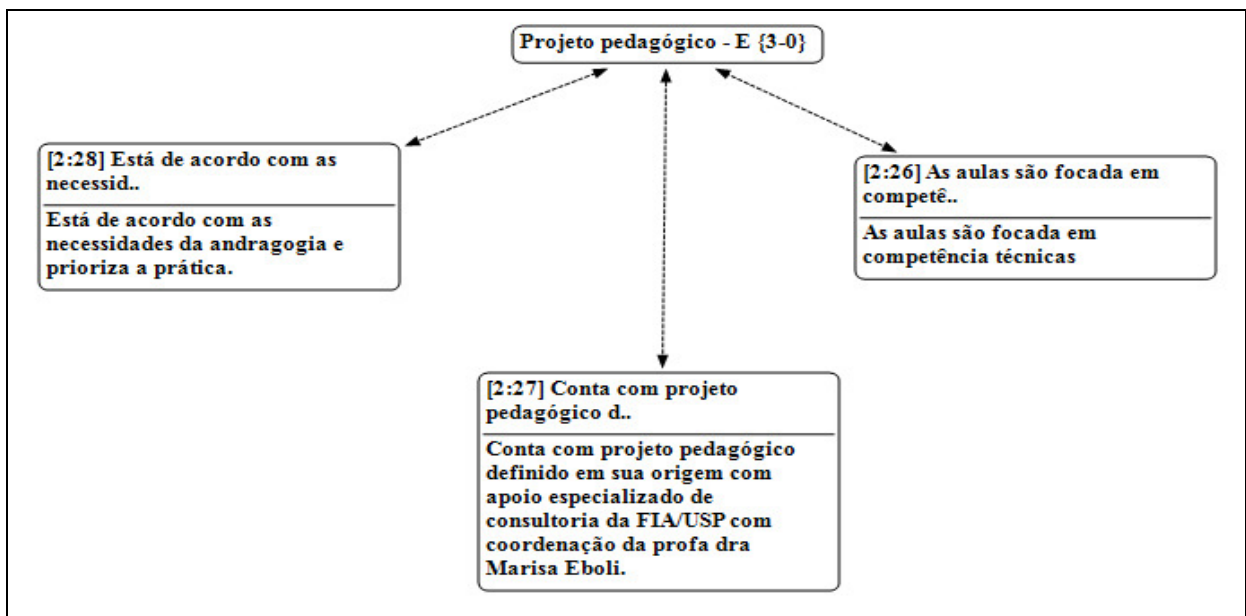 Projeto pedagógico - E {3-0}
[2:28] Está de acordo com as
necessid..
Está de acordo com as
necessidades da andragogia e
prioriza a prática.
[2:26] As aulas são focada em
competê..
As aulas são focada em
competência técnicas
[2:27] Conta com projeto
pedagógico d..
Conta com projeto pedagógico
definido em sua origem com
apoio especializado de
consultoria da FIA/USP com
coordenação da profa dra
Marisa Eboli.